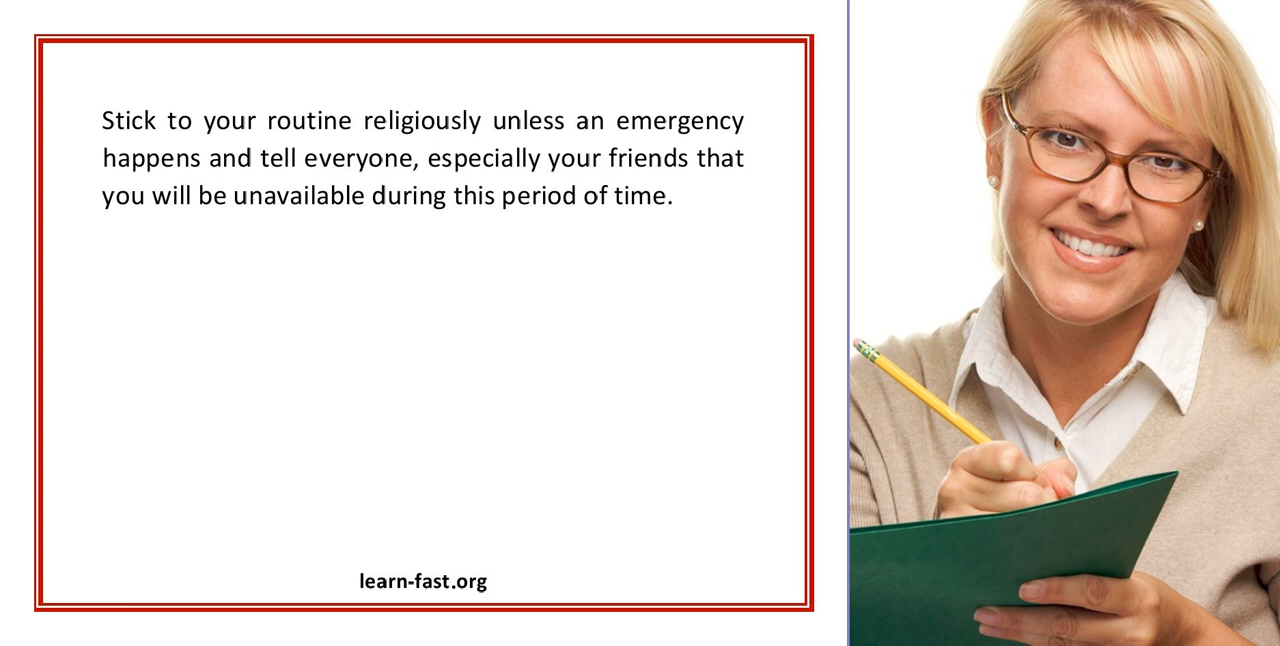 Stick to your routine religiously unless an emergency
happens and tell everyone, especially your friends that
you will be unavailable during this period of time.
learn-fast.org